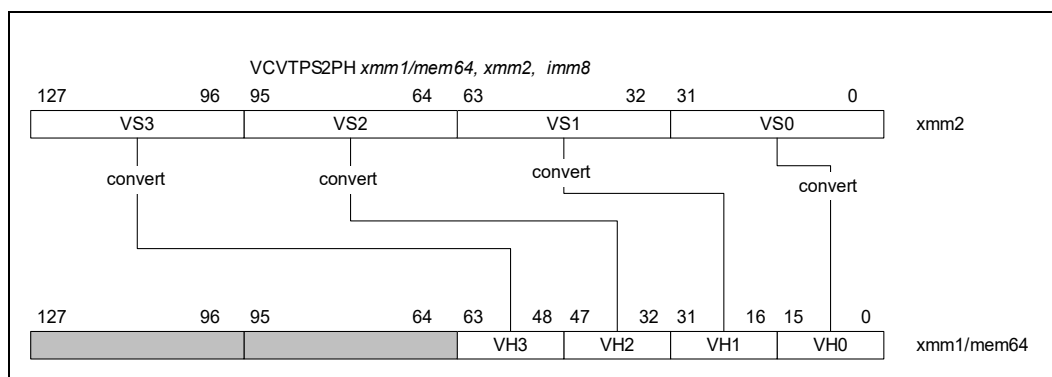 VCVTPS2PH xmm1/mem64, xmm2, imm8
127 96 95 64 63 32 31 0
VS3 VS2 VS1 VS0 xmm2
convert convert convert convert
127 96 95 64 63 48 47 32 31 16 15 0
VH3 VH2 VH1 VH0 xmm1/mem64